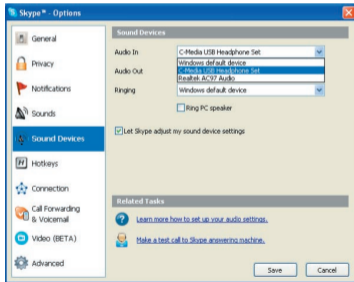 Skype™ - Options
General
Privacy
Notifications
Sounds
Sound Devices
Hotkeys
Connection
Call Forwarding
& Voicemail
Video (BETA)
Advanced
Sound Devices
Audio In
C-Media USB Headphone Set
Windows default device
Audio Out
C-Media USB Headphone Set
Realtek AC97 Audio
Ringing
Windows default device
Ring PC speaker
Let Skype adjust my sound device settings
Related Tasks
Learn more how to set up your audio settings.
Make a test call to Skype answering machine.
Save
Cancel